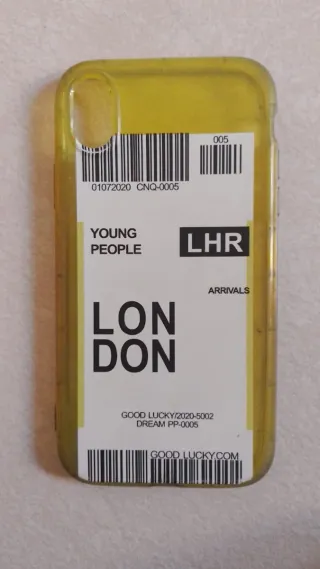 005
01072020 CNQ-0005
YOUNG
PEOPLE
LHR
ARRIVALS
LON
DON
GOOD LUCKY/2020-5002
DREAM PP-0005
GOOD LUCKY.COM